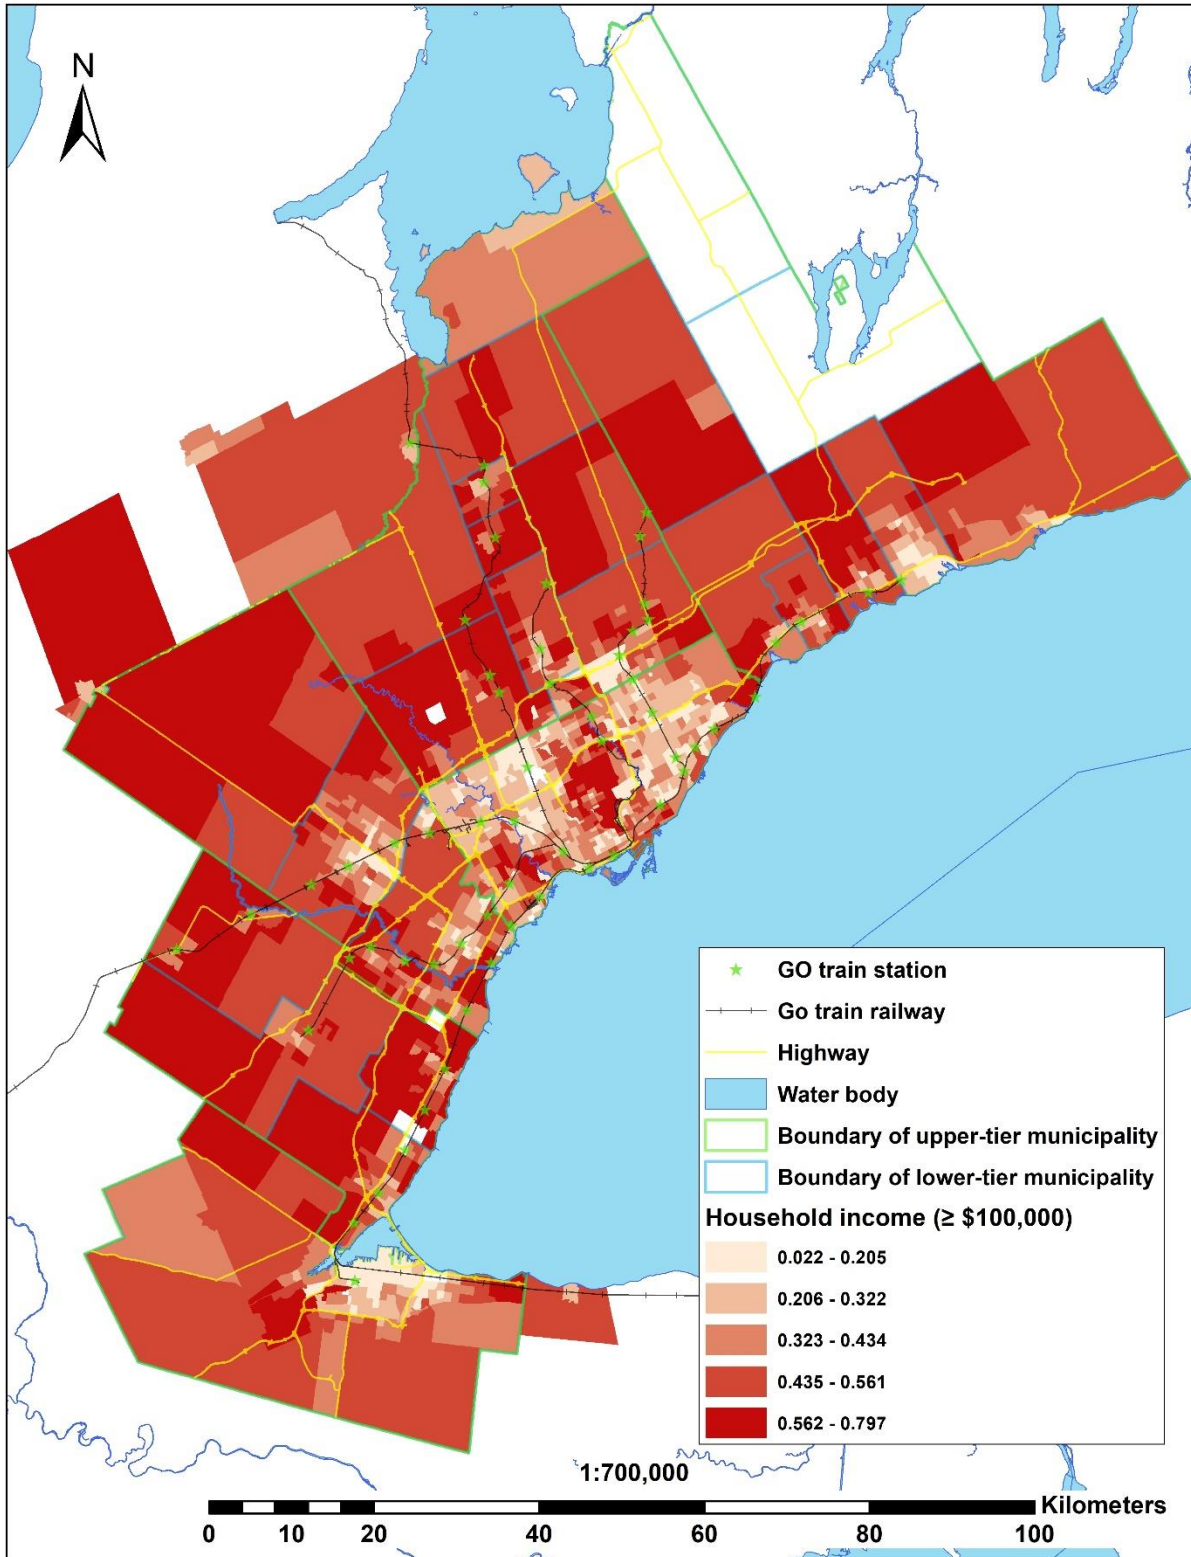 N
GO train station
Go train railway
Highway
Water body
Boundary of upper-tier municipality
Boundary of lower-tier municipality
Household income (≥ $100,000)
0.022 - 0.205
0.206 - 0.322
0.323 - 0.434
0.435 - 0.561
0.562 - 0.797
1:700,000
Kilometers
0 10 20 40 60 80 100